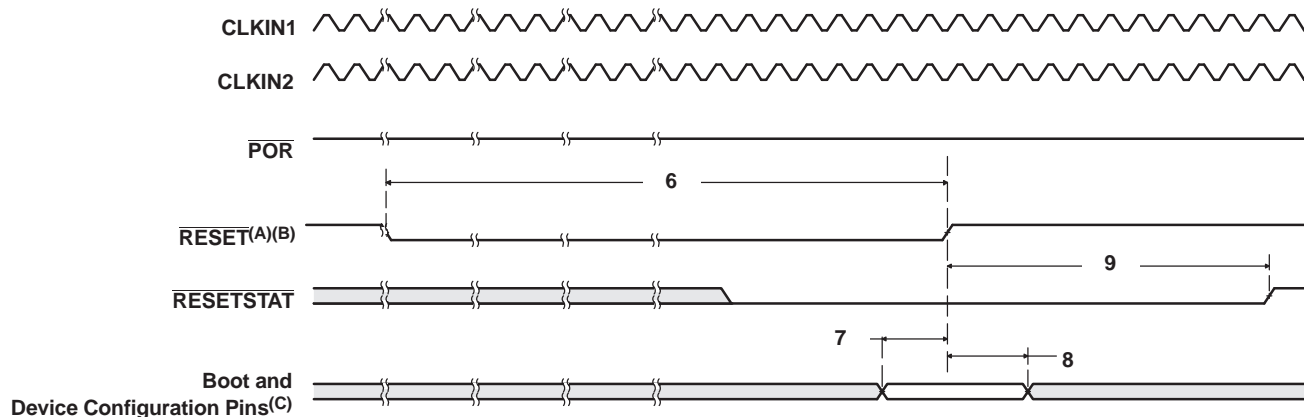 CLKIN1
CLKIN2
POR
6
RESET(A)(B)
9
RESETSTAT
7
8
Boot and
Device Configuration Pins(C)